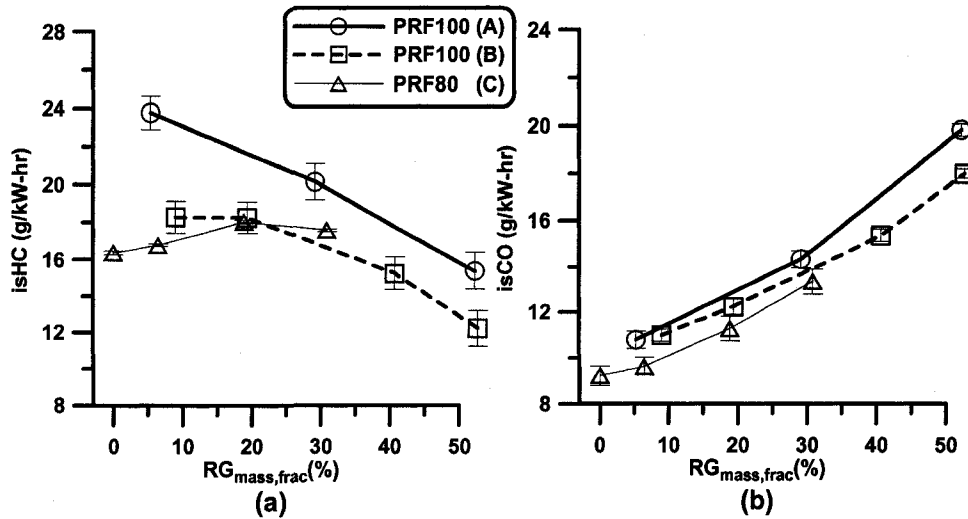 PRF100 (A)
PRF100 (B)
PRF80 (C)
28
24
20
16
12
8
isHC (g/kW-hr)
0 10 20 30 40 50
RGmass,frac(%)
(a)
24
20
16
12
8
isCO (g/kW-hr)
0 10 20 30 40 50
RGmass,frac(%)
(b)